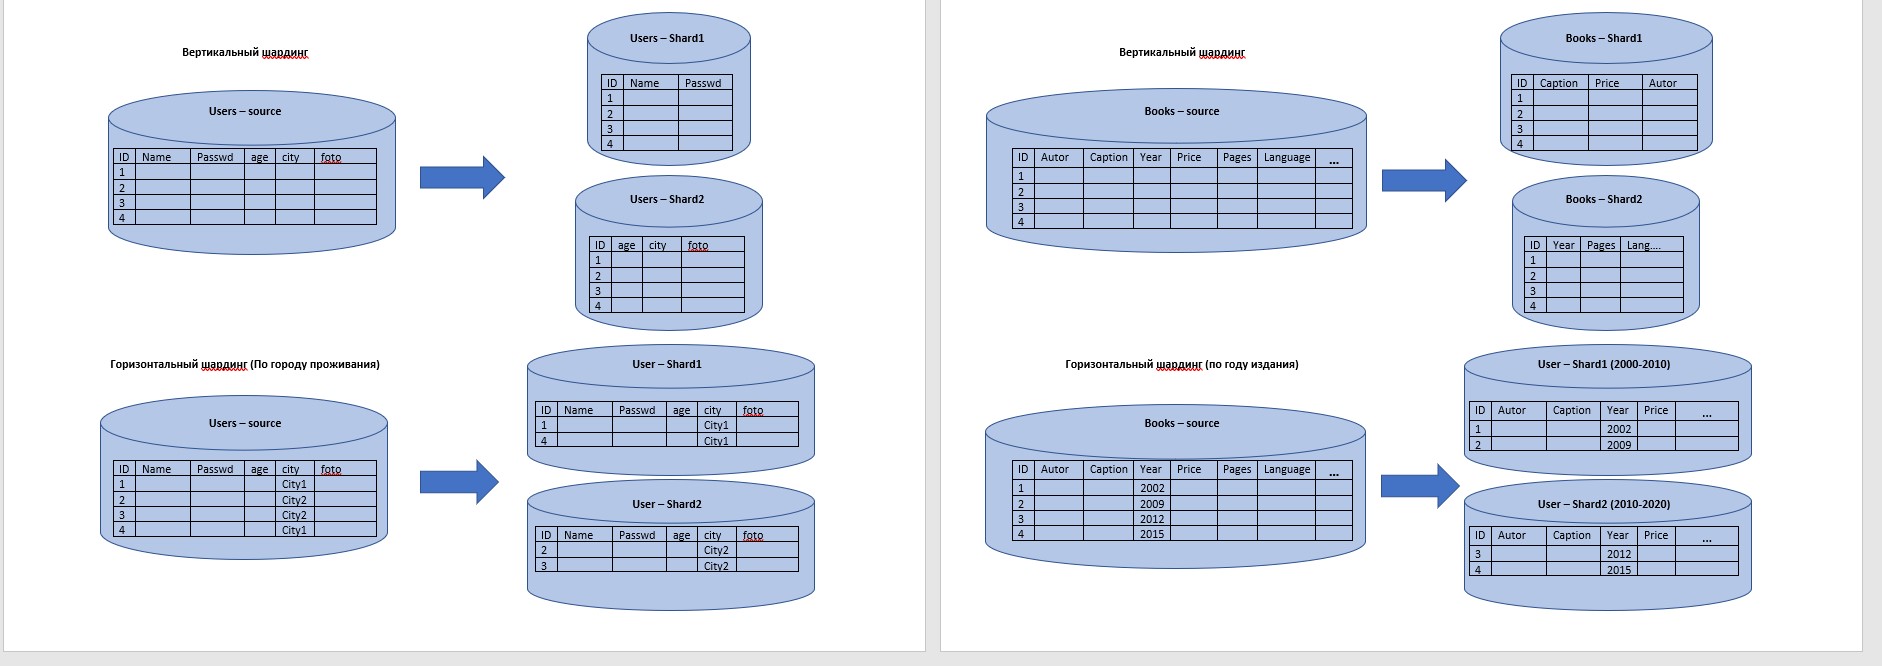 Вертикальный шардинг
Users – source
ID Name Passwd age city foto
1
2
3
4
Users – Shard1
ID Name Passwd
1
2
3
4
Users – Shard2
ID age city foto
1
2
3
4
Горизонтальный шардинг (По городу проживания)
Users – source
ID Name Passwd age city foto
1 City1
2 City2
3 City2
4 City1
User – Shard1
ID Name Passwd age city foto
1 City1
4 City1
User – Shard2
ID Name Passwd age city foto
2 City2
3 City2
Вертикальный шардинг
Books – source
ID Autor Caption Year Price Pages Language ...
1
2
3
4
Books – Shard1
ID Caption Price Autor
1
2
3
4
Books – Shard2
ID Year Pages Lang....
1
2
3
4
Горизонтальный шардинг (по году издания)
Books – source
ID Autor Caption Year Price Pages Language ...
1 2002
2 2009
3 2012
4 2015
User – Shard1 (2000-2010)
ID Autor Caption Year Price ...
1 2002
2 2009
User – Shard2 (2010-2020)
ID Autor Caption Year Price ...
3 2012
4 2015